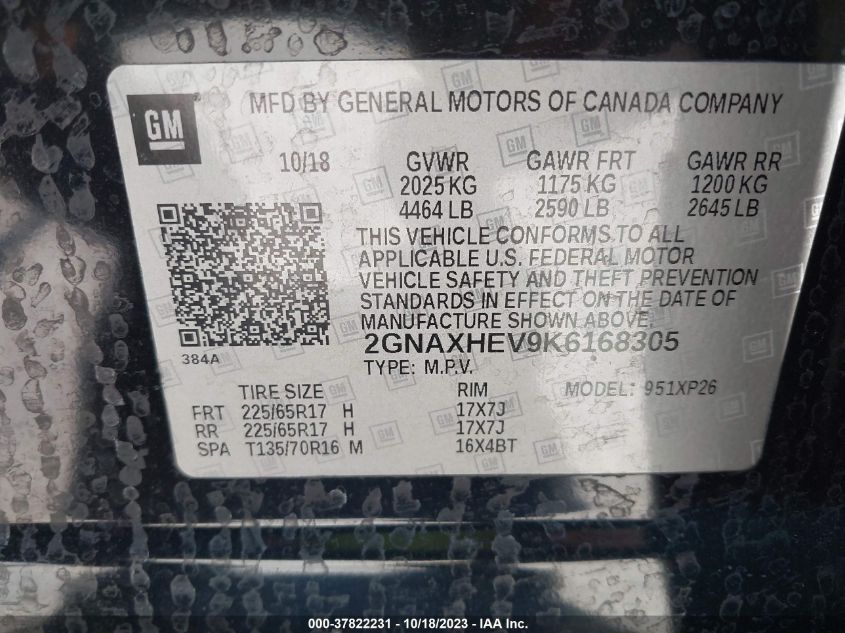 GM
MFD BY GENERAL MOTORS OF CANADA COMPANY
10/18 GVWR GAWR FRT GAWR RR
2025 KG 1175 KG 1200 KG
4464 LB 2590 LB 2645 LB
THIS VEHICLE CONFORMS TO ALL
APPLICABLE U.S. FEDERAL MOTOR
VEHICLE SAFETY AND THEFT PREVENTION
STANDARDS IN EFFECT ON THE DATE OF
MANUFACTURE SHOWN ABOVE.
384A
2GNAXHEV9K6168305
TYPE: M.P.V.
TIRE SIZE RIM MODEL: 951XP26
FRT 225/65R17 H 17X7J
RR 225/65R17 H 17X7J
SPA T135/70R16 M 16X4BT
000-37822231 - 10/18/2023 - IAA Inc.